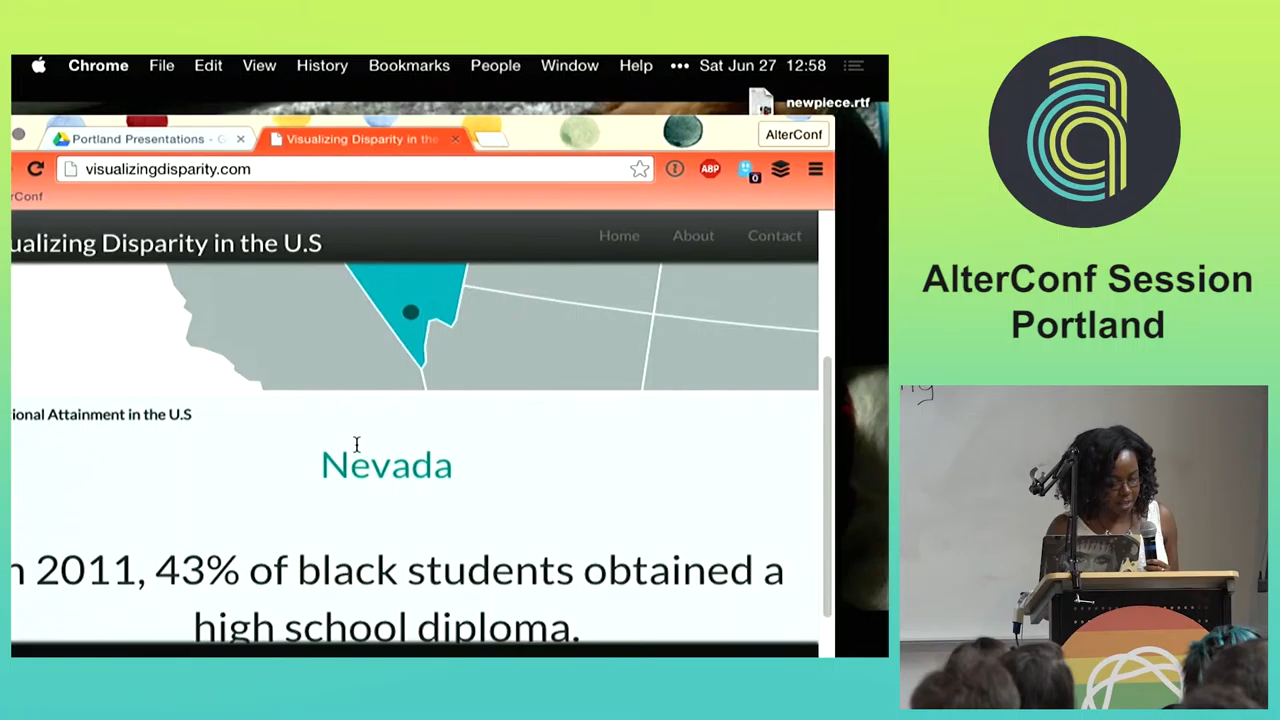 Chrome File Edit View History Bookmarks People Window Help ••• Sat Jun 27 12:58
newpiece.rtf
Portland Presentations - G
Visualizing Disparity in the
AlterConf
visualizingdisparity.com
ABP
0
rConf
ualizing Disparity in the U.S
Home About Contact
ional Attainment in the U.S
Nevada
n 2011, 43% of black students obtained a
high school diploma.
AlterConf Session
Portland